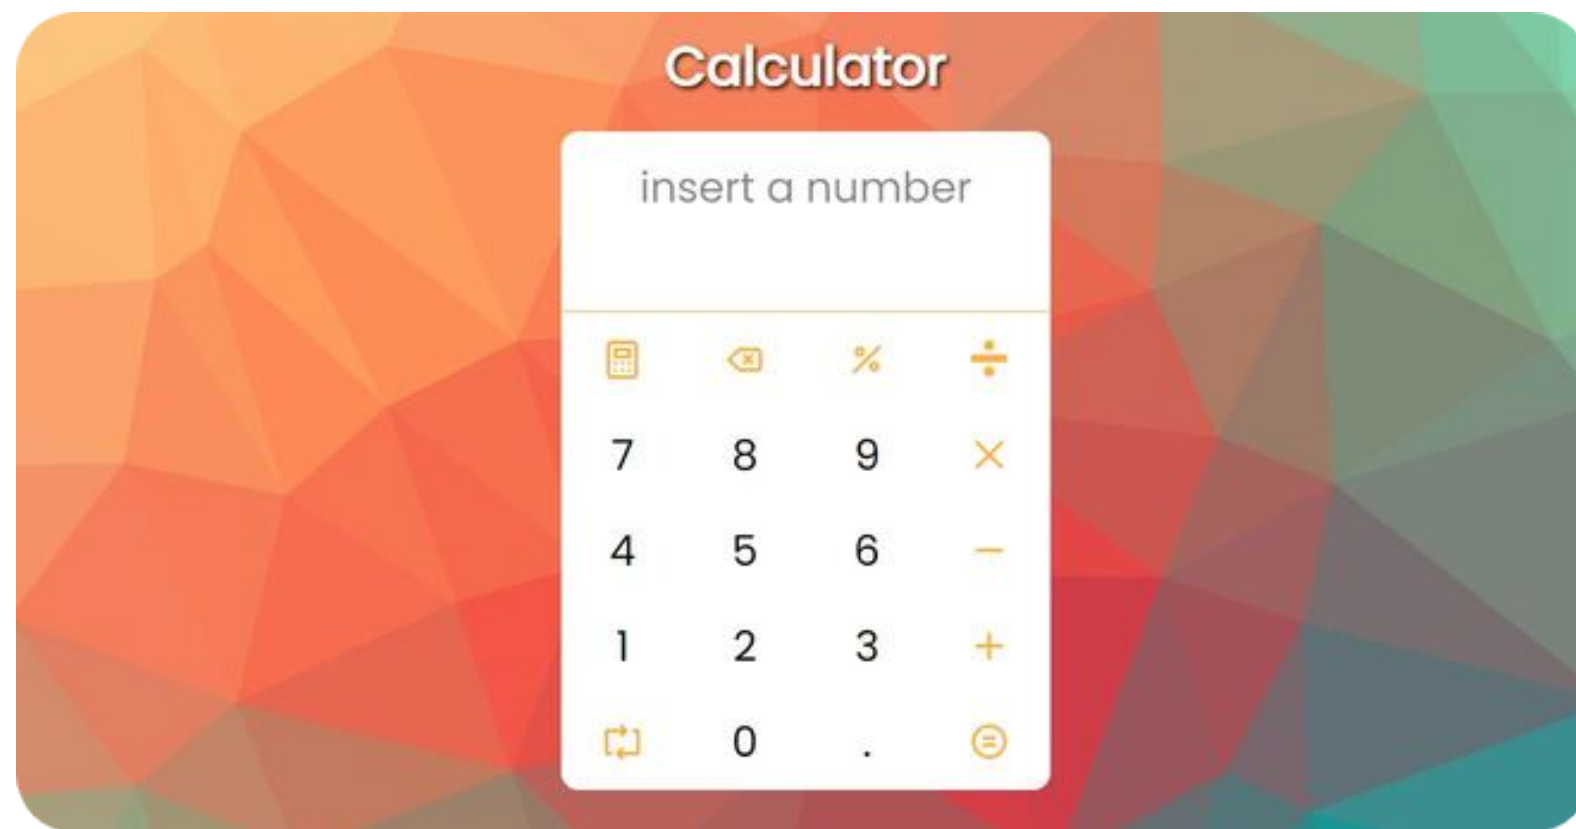 Calculator
insert a number
% ÷
7 8 9 ×
4 5 6 −
1 2 3 +
0 . =